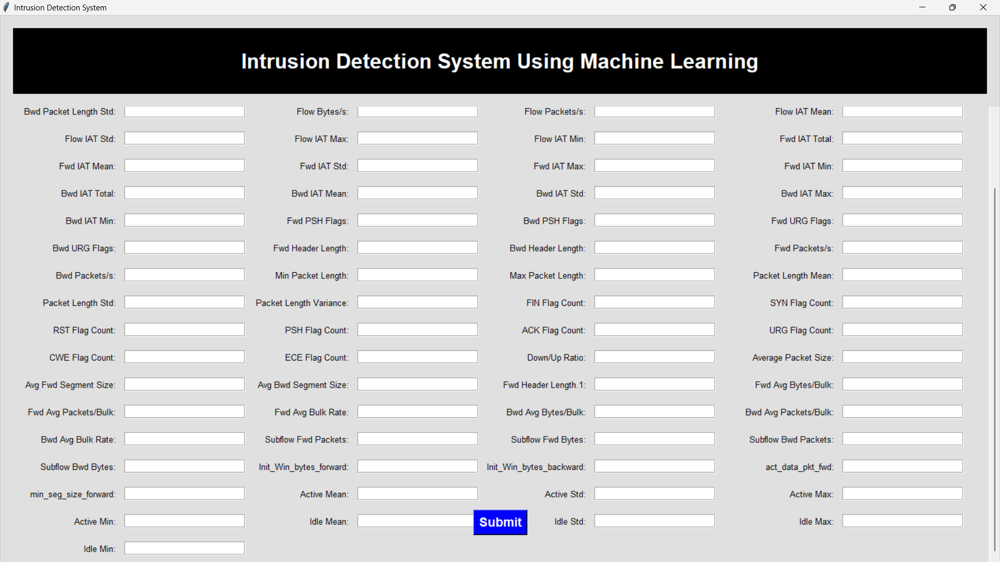 Intrusion Detection System
Intrusion Detection System Using Machine Learning
Bwd Packet Length Std: Flow Bytes/s: Flow Packets/s: Flow IAT Mean:
Flow IAT Std: Flow IAT Max: Flow IAT Min: Fwd IAT Total:
Fwd IAT Mean: Fwd IAT Std: Fwd IAT Max: Fwd IAT Min:
Bwd IAT Total: Bwd IAT Mean: Bwd IAT Std: Bwd IAT Max:
Bwd IAT Min: Fwd PSH Flags: Bwd PSH Flags: Fwd URG Flags:
Bwd URG Flags: Fwd Header Length: Bwd Header Length: Fwd Packets/s:
Bwd Packets/s: Min Packet Length: Max Packet Length: Packet Length Mean:
Packet Length Std: Packet Length Variance: FIN Flag Count: SYN Flag Count:
RST Flag Count: PSH Flag Count: ACK Flag Count: URG Flag Count:
CWE Flag Count: ECE Flag Count: Down/Up Ratio: Average Packet Size:
Avg Fwd Segment Size: Avg Bwd Segment Size: Fwd Header Length.1: Fwd Avg Bytes/Bulk:
Fwd Avg Packets/Bulk: Fwd Avg Bulk Rate: Bwd Avg Bytes/Bulk: Bwd Avg Packets/Bulk:
Bwd Avg Bulk Rate: Subflow Fwd Packets: Subflow Fwd Bytes: Subflow Bwd Packets:
Subflow Bwd Bytes: Init_Win_bytes_forward: Init_Win_bytes_backward: act_data_pkt_fwd:
min_seg_size_forward: Active Mean: Active Std: Active Max:
Active Min: Idle Mean: Submit Idle Std: Idle Max:
Idle Min: